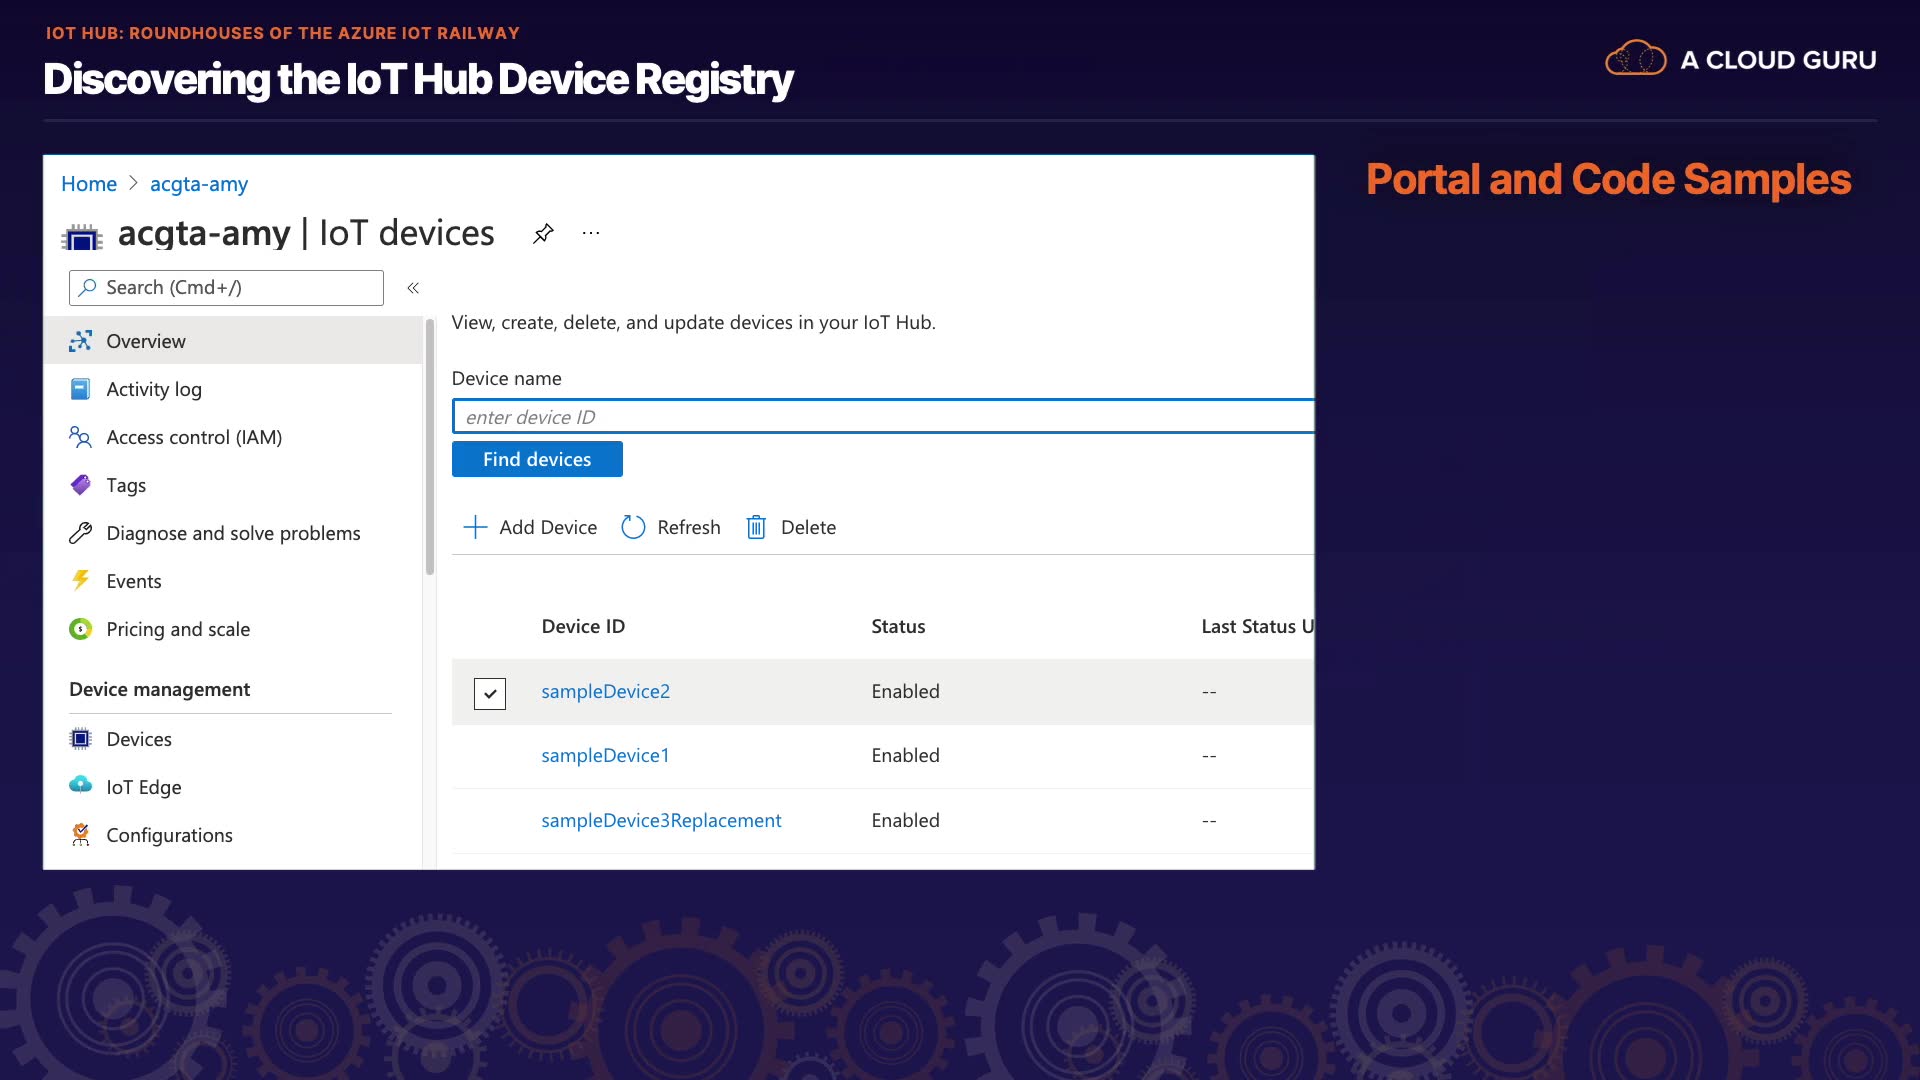 IOT HUB: ROUNDHOUSES OF THE AZURE IOT RAILWAY
Discovering the IoT Hub Device Registry
A CLOUD GURU
Home > acgta-amy
acgta-amy | IoT devices ...
Search (Cmd+/) «
Overview
Activity log
Access control (IAM)
Tags
Diagnose and solve problems
Events
Pricing and scale
Device management
Devices
IoT Edge
Configurations
View, create, delete, and update devices in your IoT Hub.
Device name
enter device ID
Find devices
Add Device Refresh Delete
Device ID Status Last Status U
sampleDevice2 Enabled --
sampleDevice1 Enabled --
sampleDevice3Replacement Enabled --
Portal and Code Samples